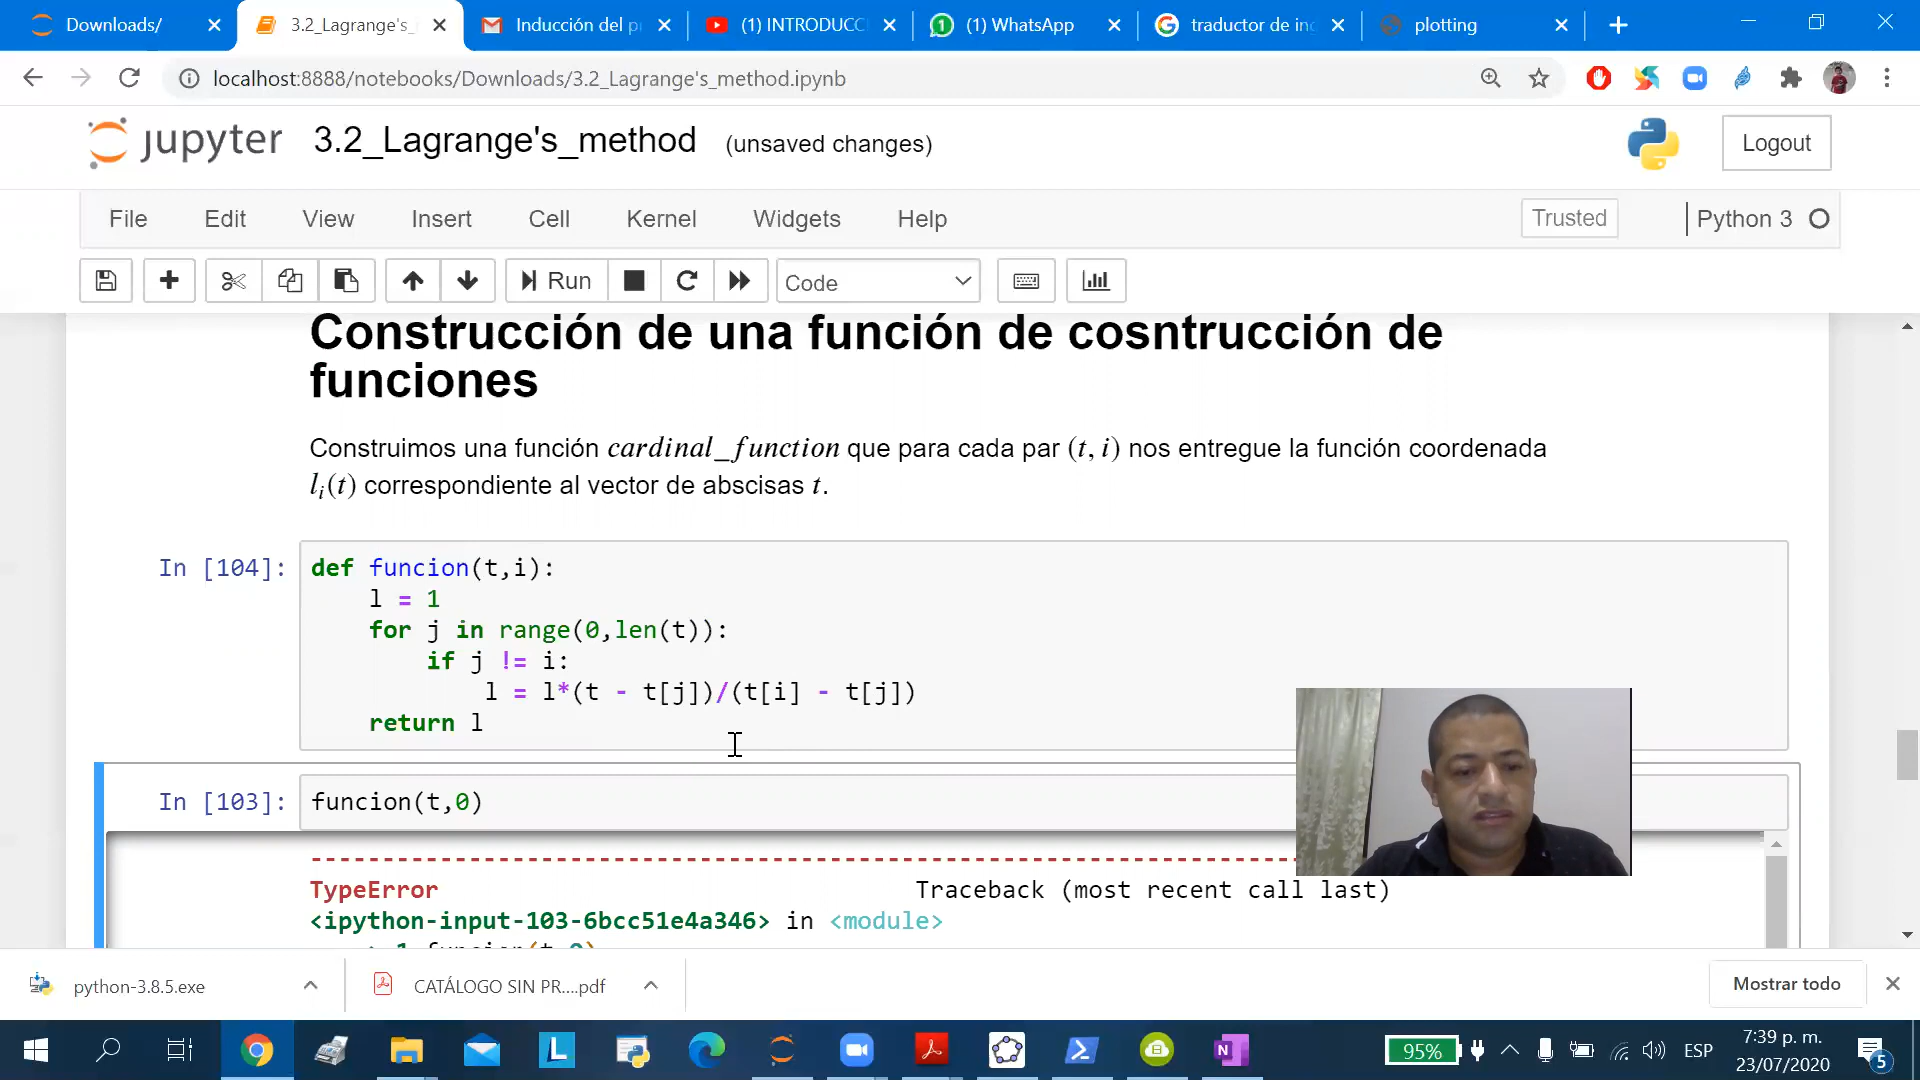 Downloads/
3.2_Lagrange's_
Inducción del p
(1) INTRODUCC
(1) WhatsApp
traductor de in
plotting
localhost:8888/notebooks/Downloads/3.2_Lagrange's_method.ipynb
jupyter 3.2_Lagrange's_method (unsaved changes)
Logout
File Edit View Insert Cell Kernel Widgets Help
Trusted
Python 3
Run
Code
Construcción de una función de cosntrucción de
funciones
Construimos una función cardinal_function que para cada par (t, i) nos entregue la función coordenada
l_i(t) correspondiente al vector de abscisas t.
In [104]:
def funcion(t,i):
l = 1
for j in range(0,len(t)):
if j != i:
l = l*(t - t[j])/(t[i] - t[j])
return l
In [103]:
funcion(t,0)
---------------------------------------------------------------------
TypeError Traceback (most recent call last)
<ipython-input-103-6bcc51e4a346> in <module>
python-3.8.5.exe
CATÁLOGO SIN PR....pdf
Mostrar todo
95%
ESP
7:39 p. m.
23/07/2020
5